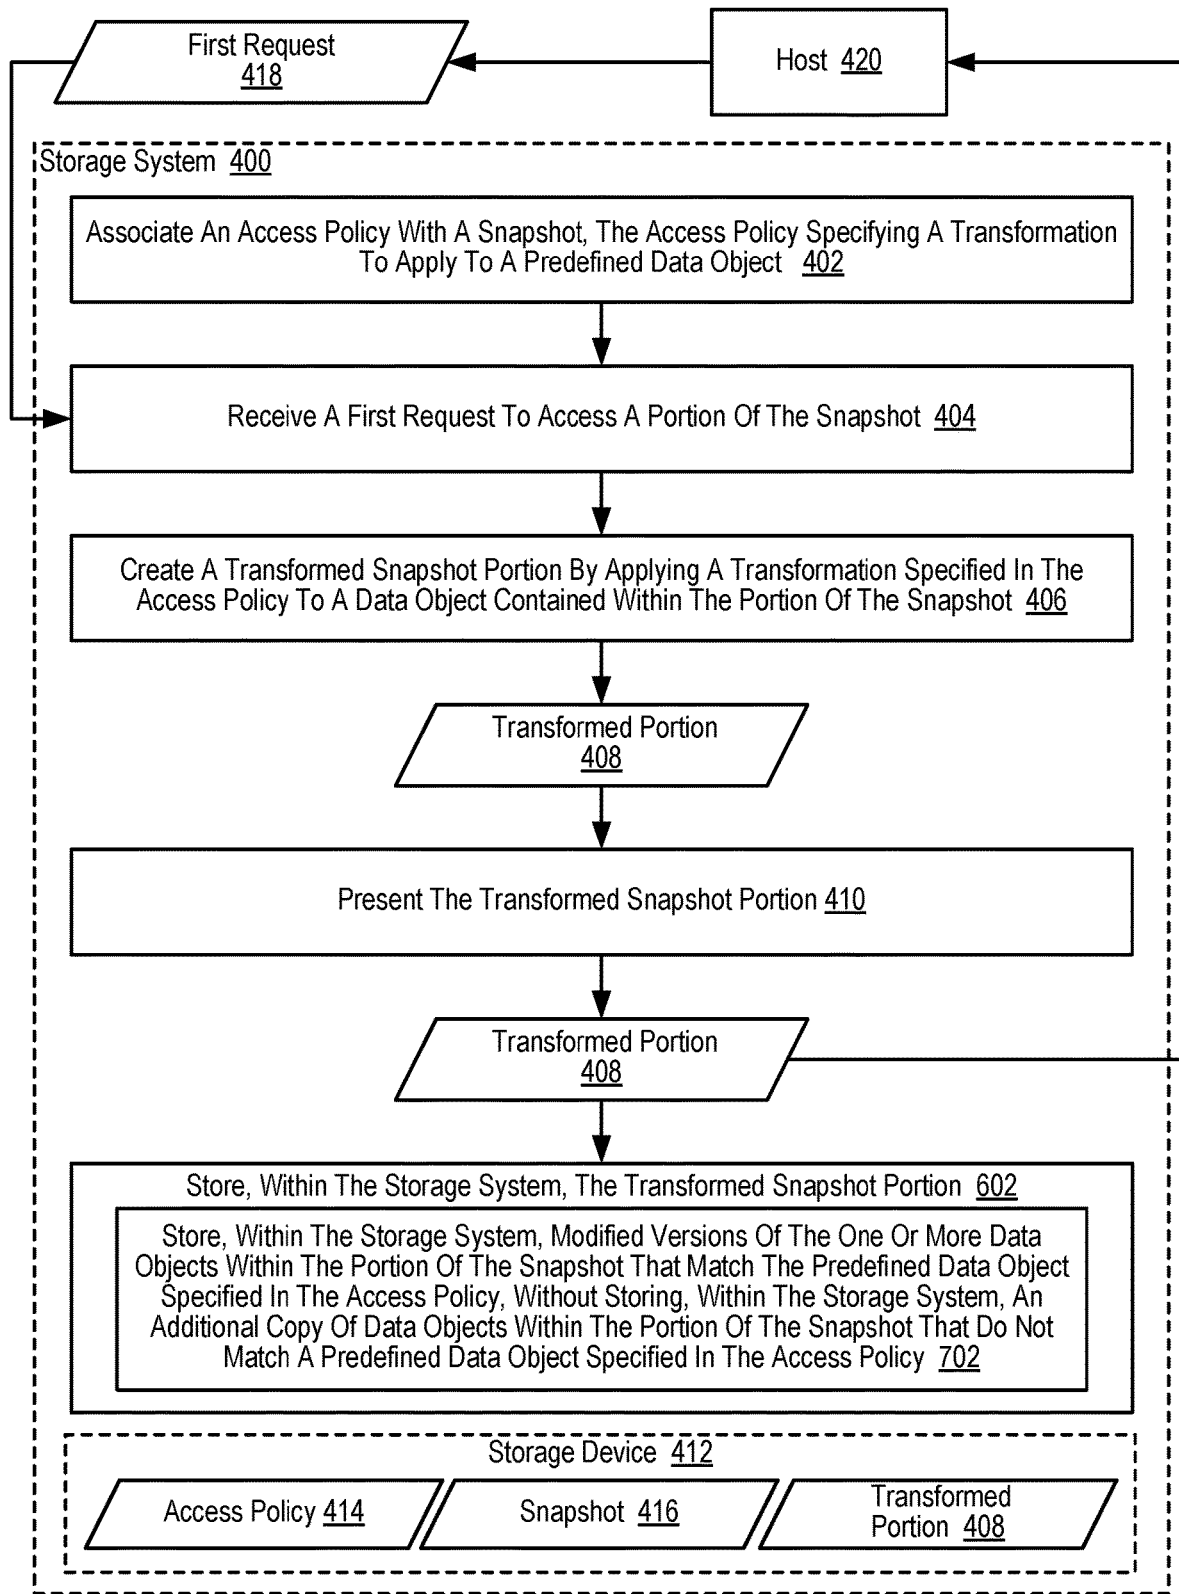 First Request
418
Host 420
Storage System 400
Associate An Access Policy With A Snapshot, The Access Policy Specifying A Transformation
To Apply To A Predefined Data Object 402
Receive A First Request To Access A Portion Of The Snapshot 404
Create A Transformed Snapshot Portion By Applying A Transformation Specified In The
Access Policy To A Data Object Contained Within The Portion Of The Snapshot 406
Transformed Portion
408
Present The Transformed Snapshot Portion 410
Transformed Portion
408
Store, Within The Storage System, The Transformed Snapshot Portion 602
Store, Within The Storage System, Modified Versions Of The One Or More Data
Objects Within The Portion Of The Snapshot That Match The Predefined Data Object
Specified In The Access Policy, Without Storing, Within The Storage System, An
Additional Copy Of Data Objects Within The Portion Of The Snapshot That Do Not
Match A Predefined Data Object Specified In The Access Policy 702
Storage Device 412
Access Policy 414
Snapshot 416
Transformed
Portion 408